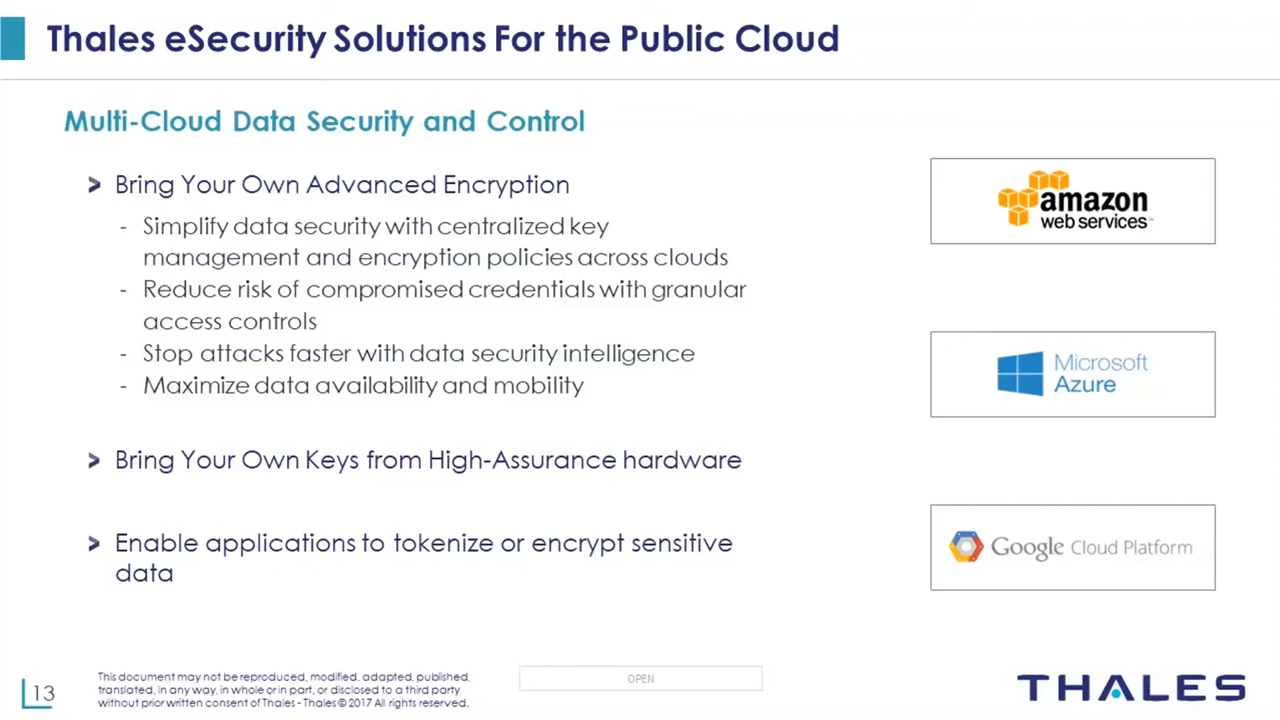 Thales eSecurity Solutions For the Public Cloud
Multi-Cloud Data Security and Control
> Bring Your Own Advanced Encryption
- Simplify data security with centralized key
management and encryption policies across clouds
- Reduce risk of compromised credentials with granular
access controls
- Stop attacks faster with data security intelligence
- Maximize data availability and mobility
> Bring Your Own Keys from High-Assurance hardware
> Enable applications to tokenize or encrypt sensitive
data
amazon
web services™
Microsoft
Azure
Google Cloud Platform
13
This document may not be reproduced, modified, adapted, published,
translated, in any way, in whole or in part, or disclosed to a third party
without prior written consent of Thales - Thales © 2017 All rights reserved.
OPEN
THALES